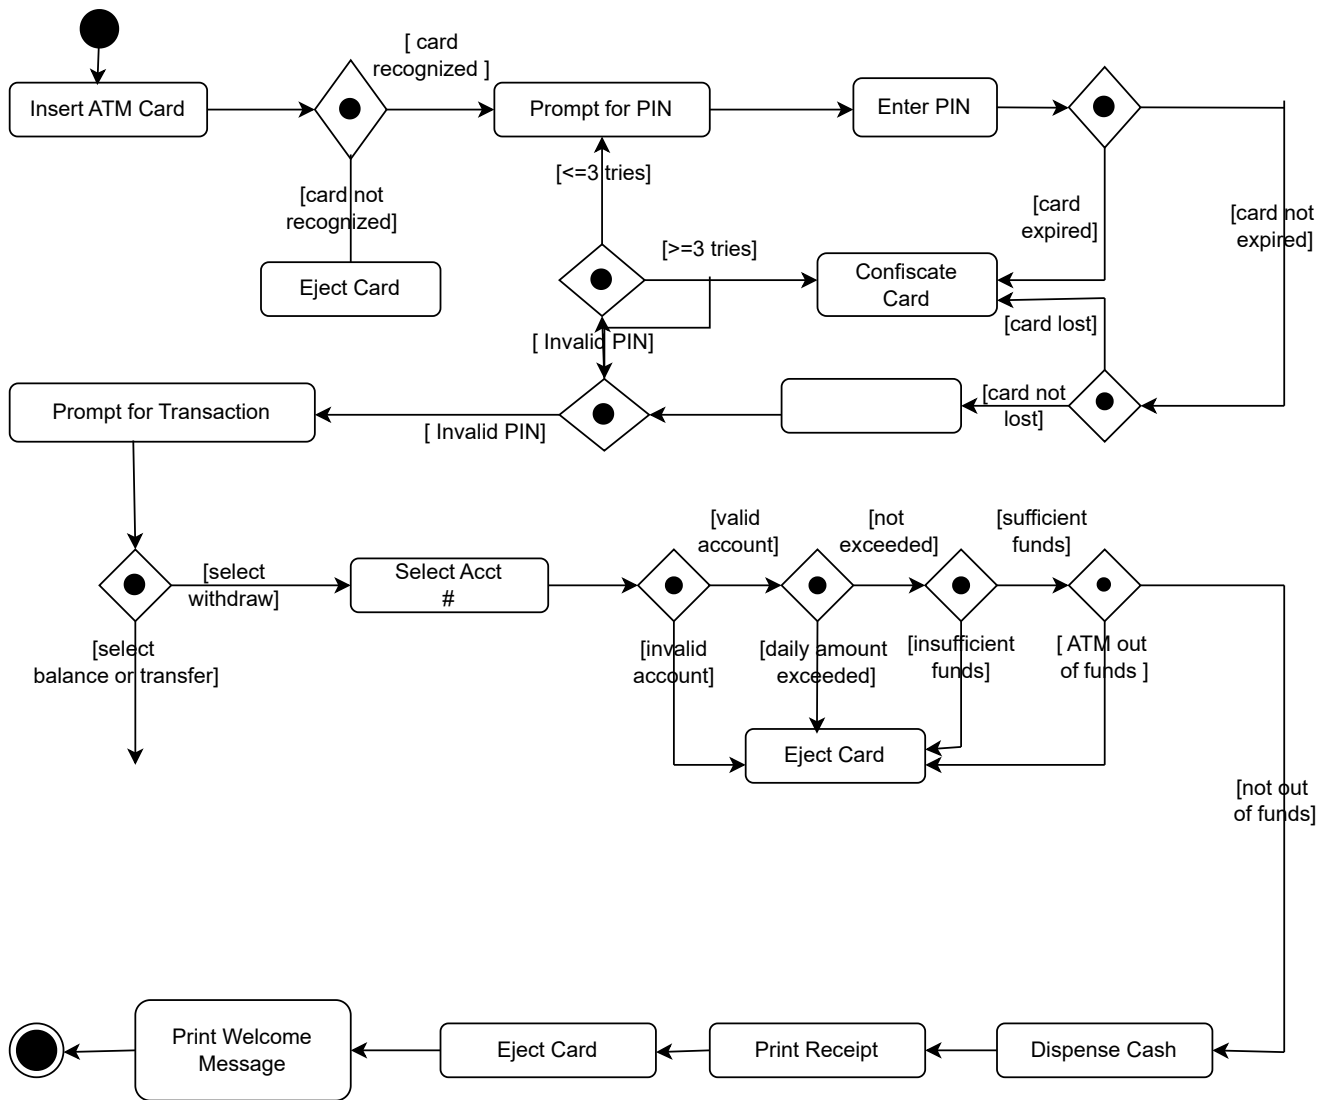 [ card
recognized ]
Insert ATM Card
Prompt for PIN
Enter PIN
[<=3 tries]
[card not
recognized]
[card
expired]
[card not
expired]
[>=3 tries]
Eject Card
Confiscate
Card
[card lost]
[ Invalid PIN]
Prompt for Transaction
[card not
lost]
[ Invalid PIN]
[valid
account]
[not
exceeded]
[sufficient
funds]
[select
withdraw]
Select Acct
#
[select
balance or transfer]
[invalid
account]
[daily amount
exceeded]
[insufficient
funds]
[ ATM out
of funds ]
Eject Card
[not out
of funds]
Print Welcome
Message
Eject Card
Print Receipt
Dispense Cash